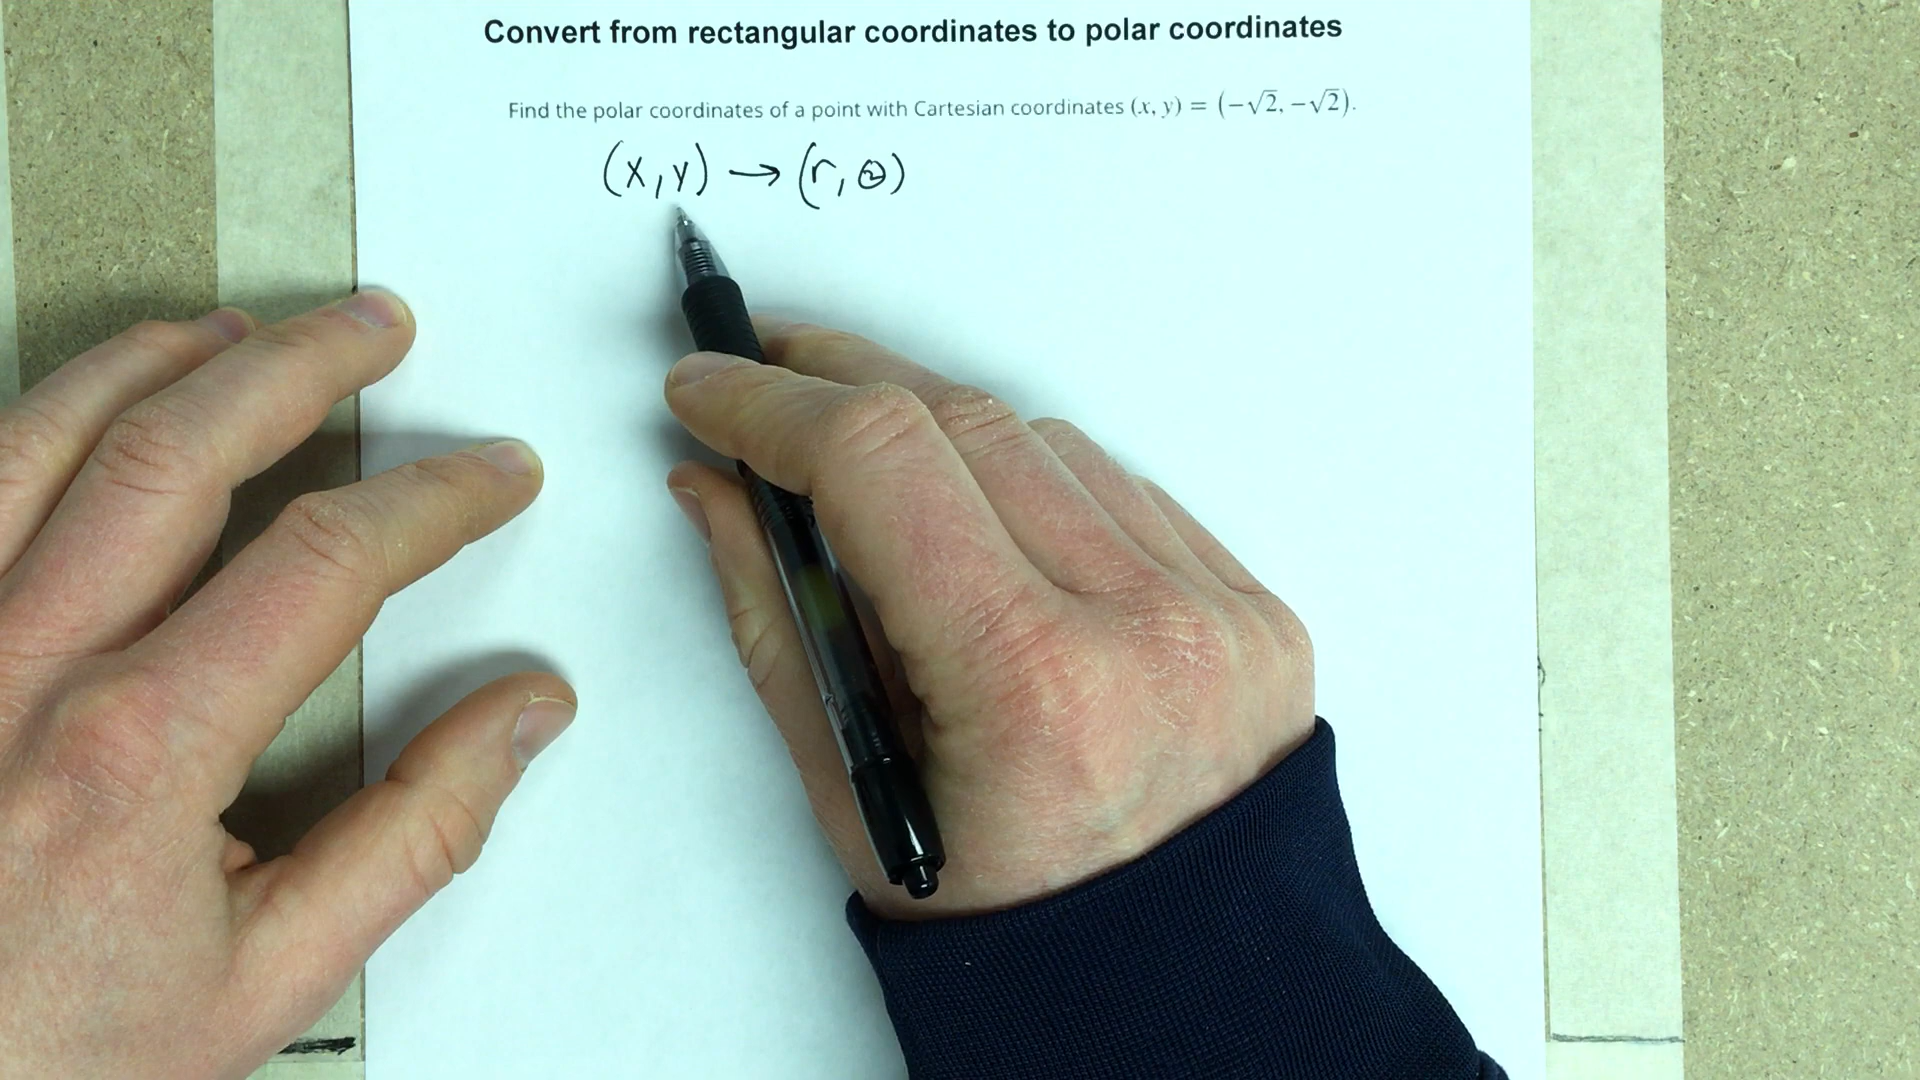 Convert from rectangular coordinates to polar coordinates
Find the polar coordinates of a point with Cartesian coordinates (x, y) = (−√2, −√2).
(x,y) → (r, θ)